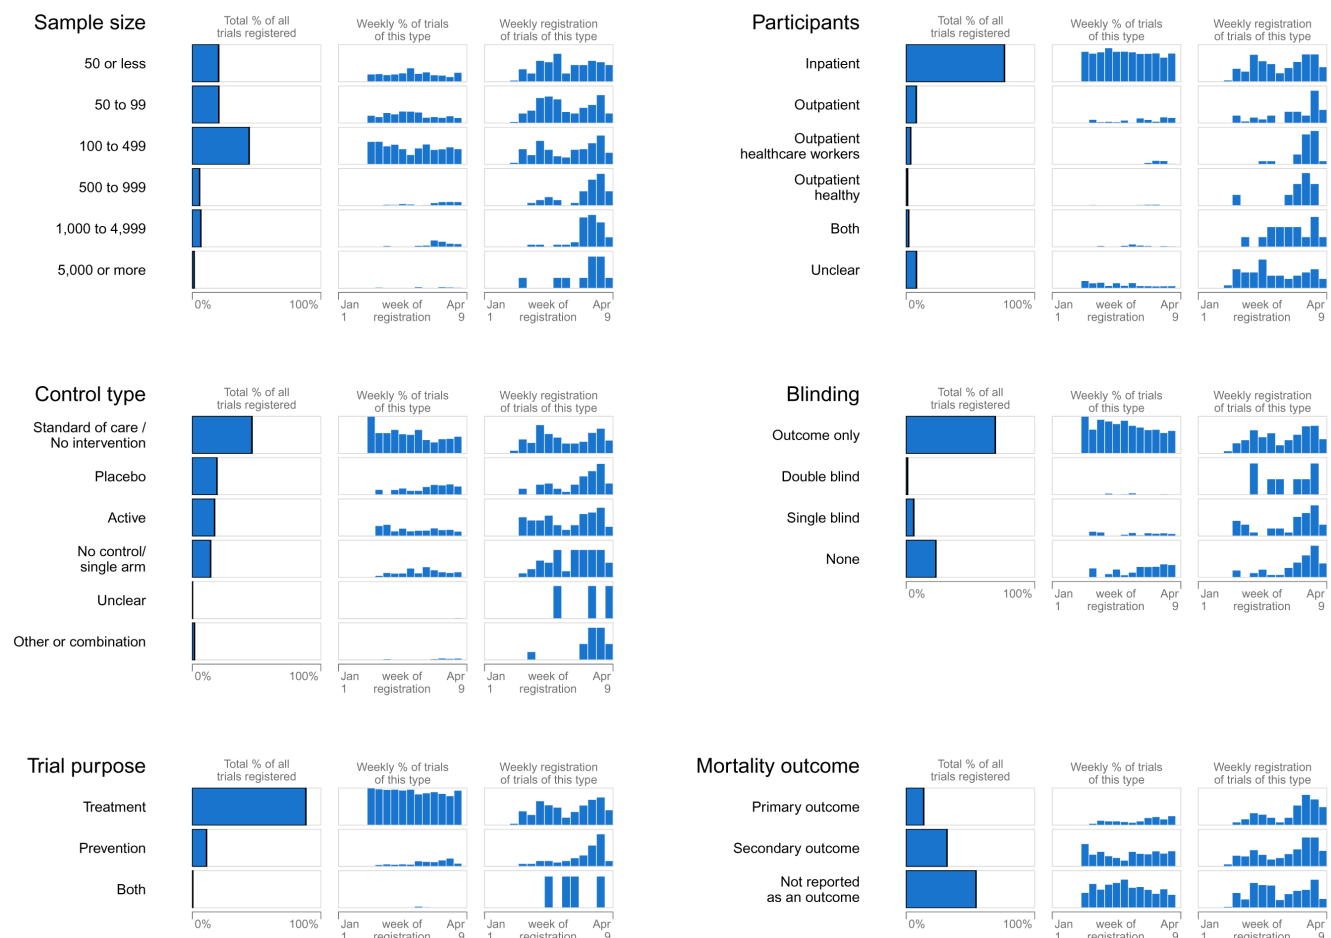 Sample size
Total % of all
trials registered
Weekly % of trials
of this type
Weekly registration
of trials of this type
50 or less
50 to 99
100 to 499
500 to 999
1,000 to 4,999
5,000 or more
0%
100%
Jan
1
week of
registration
Apr
9
Jan
1
week of
registration
Apr
9
Participants
Total % of all
trials registered
Weekly % of trials
of this type
Weekly registration
of trials of this type
Inpatient
Outpatient
Outpatient
healthcare workers
Outpatient
healthy
Both
Unclear
0%
100%
Jan
1
week of
registration
Apr
9
Jan
1
week of
registration
Apr
9
Control type
Total % of all
trials registered
Weekly % of trials
of this type
Weekly registration
of trials of this type
Standard of care /
No intervention
Placebo
Active
No control/
single arm
Unclear
Other or combination
0%
100%
Jan
1
week of
registration
Apr
9
Jan
1
week of
registration
Apr
9
Blinding
Total % of all
trials registered
Weekly % of trials
of this type
Weekly registration
of trials of this type
Outcome only
Double blind
Single blind
None
0%
100%
Jan
1
week of
registration
Apr
9
Jan
1
week of
registration
Apr
9
Trial purpose
Total % of all
trials registered
Weekly % of trials
of this type
Weekly registration
of trials of this type
Treatment
Prevention
Both
0%
100%
Jan
1
week of
registration
Apr
9
Jan
1
week of
registration
Apr
9
Mortality outcome
Total % of all
trials registered
Weekly % of trials
of this type
Weekly registration
of trials of this type
Primary outcome
Secondary outcome
Not reported
as an outcome
0%
100%
Jan
1
week of
registration
Apr
9
Jan
1
week of
registration
Apr
9